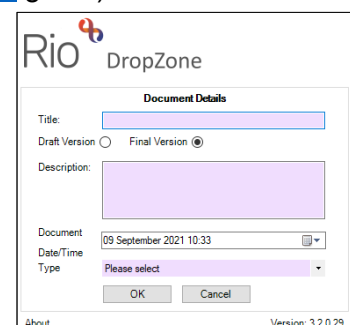 Rio DropZone
Document Details
Title:
Draft Version Final Version
Description:
Document
Date/Time 09 September 2021 10:33
Type Please select
OK Cancel
About Version: 3.2.0.29